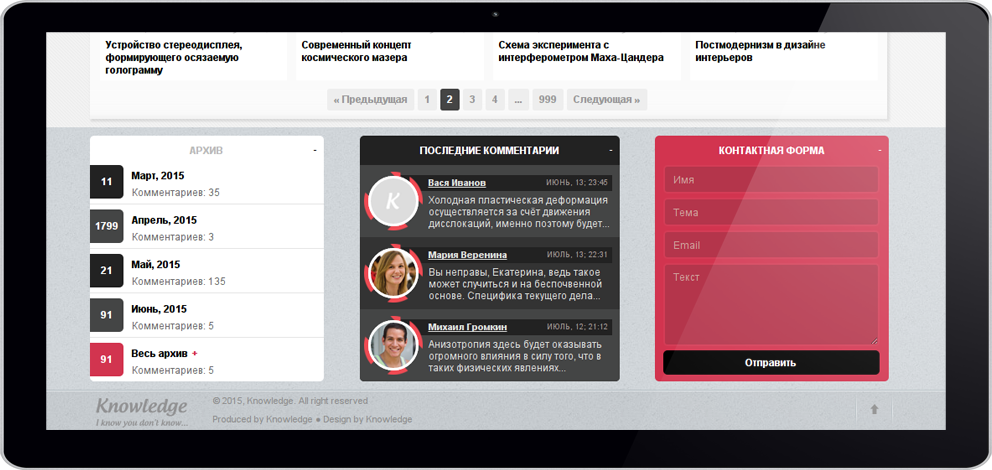 Устройство стереодисплея,
формирующего осязаемую
голограмму
Современный концепт
космического мазера
Схема эксперимента с
интерферометром Маха-Цандера
Постмодернизм в дизайне
интерьеров
« Предыдущая 1 2 3 4 ... 999 Следующая »
АРХИВ -
11
Март, 2015
Комментариев: 35
1799
Апрель, 2015
Комментариев: 3
21
Май, 2015
Комментариев: 135
91
Июнь, 2015
Комментариев: 5
91
Весь архив +
Комментариев: 5
ПОСЛЕДНИЕ КОММЕНТАРИИ -
K
Вася Иванов ИЮНЬ, 13; 23:45
Холодная пластическая деформация
осуществляется за счёт движения
дисслокаций, именно поэтому будет...
Мария Веренина ИЮЛЬ, 13; 22:31
Вы неправы, Екатерина, ведь такое
может случиться и на беспочвенной
основе. Специфика текущего дела...
Михаил Громкин ИЮЛЬ, 12; 21:12
Анизотропия здесь будет оказывать
огромного влияния в силу того, что в
таких физических явлениях...
КОНТАКТНАЯ ФОРМА -
Имя
Тема
Email
Текст
Отправить
Knowledge
I know you don't know...
© 2015, Knowledge. All right reserved
Produced by Knowledge ● Design by Knowledge